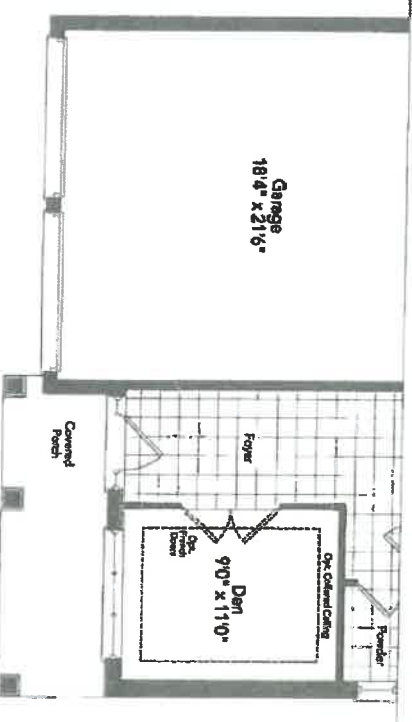 Garage
18'4" x 21'6"
Foyer
Covered
Porch
Opt. Coffered Ceiling
Powder
Opt.
French
Doors
Den
9'0" x 11'0"